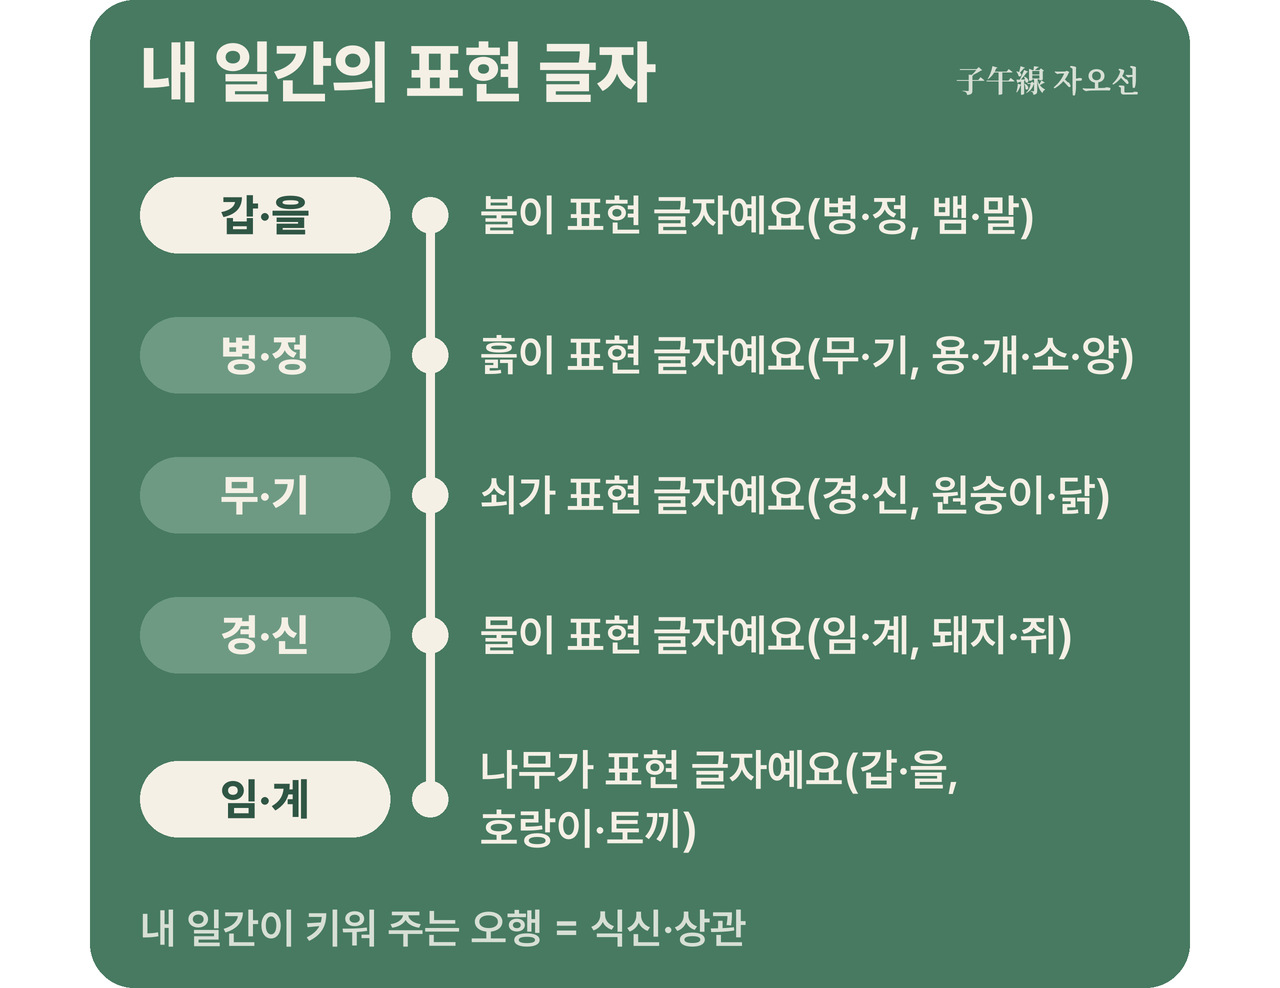 내 일간의 표현 글자
子午線 자오선
갑·을
불이 표현 글자예요(병·정, 뱀·말)
병·정
흙이 표현 글자예요(무·기, 용·개·소·양)
무·기
쇠가 표현 글자예요(경·신, 원숭이·닭)
경·신
물이 표현 글자예요(임·계, 돼지·쥐)
임·계
나무가 표현 글자예요(갑·을,
호랑이·토끼)
내 일간이 키워 주는 오행 = 식신·상관